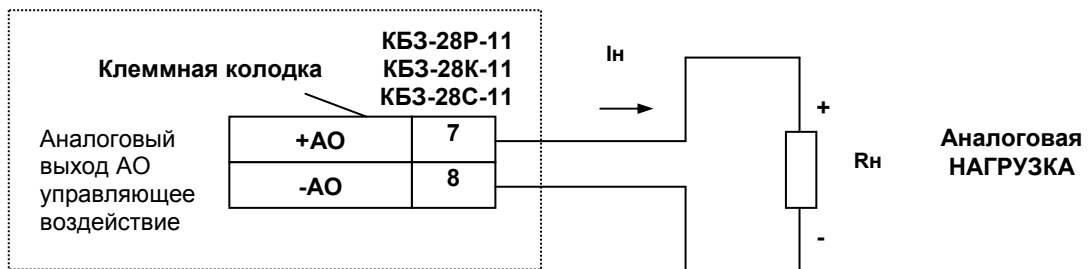 КБЗ-28Р-11
КБЗ-28К-11
КБЗ-28С-11
Клеммная колодка
Аналоговый
выход АО
управляющее
воздействие
+АО 7
-АО 8
Iн
+
Rн
-
Аналоговая
НАГРУЗКА